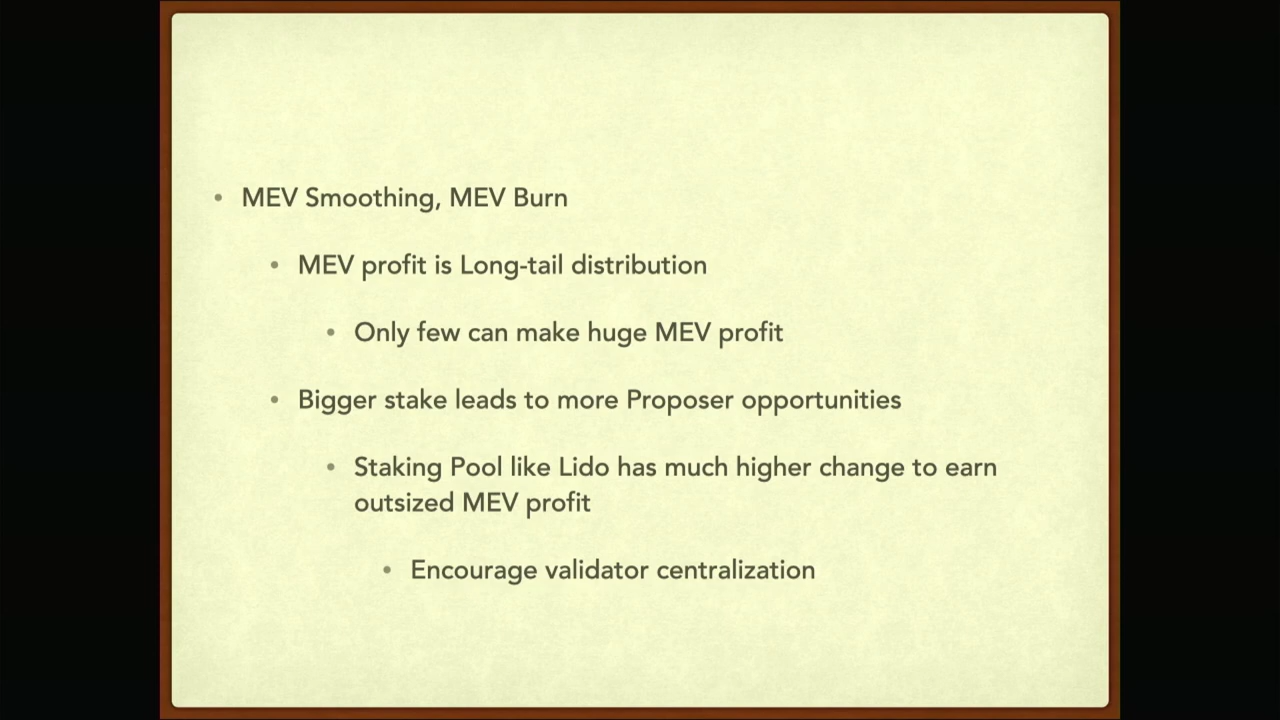 • MEV Smoothing, MEV Burn
• MEV profit is Long-tail distribution
• Only few can make huge MEV profit
• Bigger stake leads to more Proposer opportunities
• Staking Pool like Lido has much higher change to earn
outsized MEV profit
• Encourage validator centralization